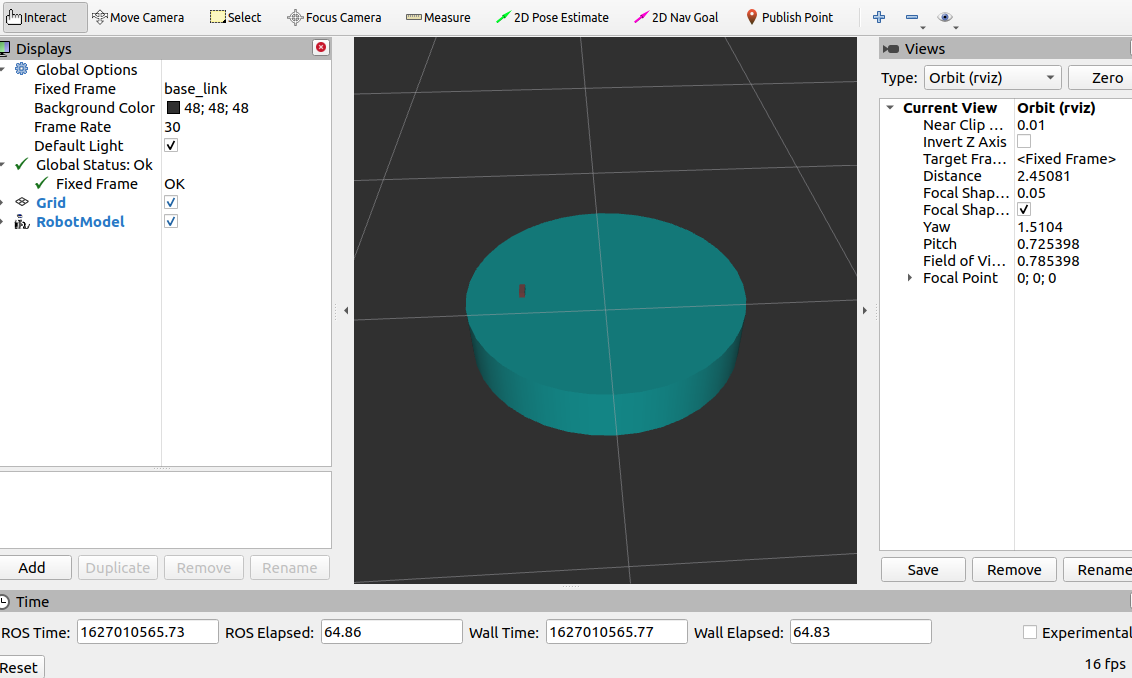 Interact Move Camera Select Focus Camera Measure 2D Pose Estimate 2D Nav Goal Publish Point
Displays
Global Options
Fixed Frame base_link
Background Color 48; 48; 48
Frame Rate 30
Default Light
Global Status: Ok
Fixed Frame OK
Grid
RobotModel
Add Duplicate Remove Rename
Views
Type: Orbit (rviz) Zero
Current View Orbit (rviz)
Near Clip ... 0.01
Invert Z Axis
Target Fra... <Fixed Frame>
Distance 2.45081
Focal Shap... 0.05
Focal Shap...
Yaw 1.5104
Pitch 0.725398
Field of Vi... 0.785398
Focal Point 0; 0; 0
Save Remove Rename
Time
ROS Time: 1627010565.73 ROS Elapsed: 64.86 Wall Time: 1627010565.77 Wall Elapsed: 64.83 Experimental
Reset 16 fps